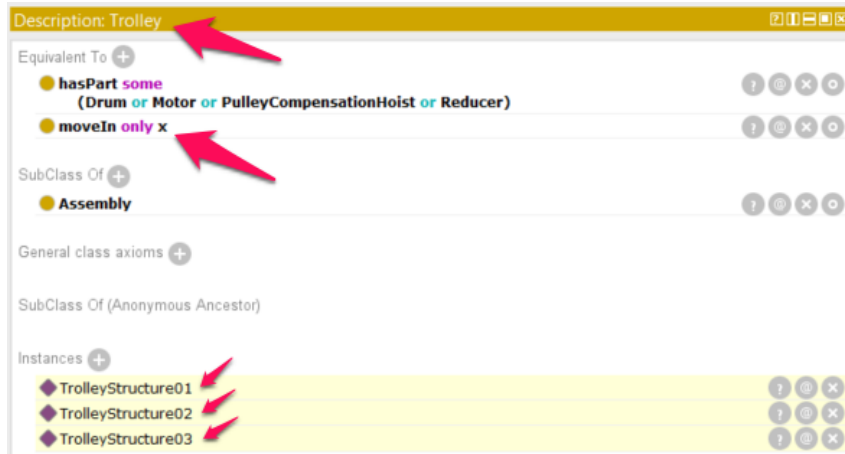 Description: Trolley
Equivalent To
hasPart some
(Drum or Motor or PulleyCompensationHoist or Reducer)
moveIn only x
SubClass Of
Assembly
General class axioms
SubClass Of (Anonymous Ancestor)
Instances
TrolleyStructure01
TrolleyStructure02
TrolleyStructure03